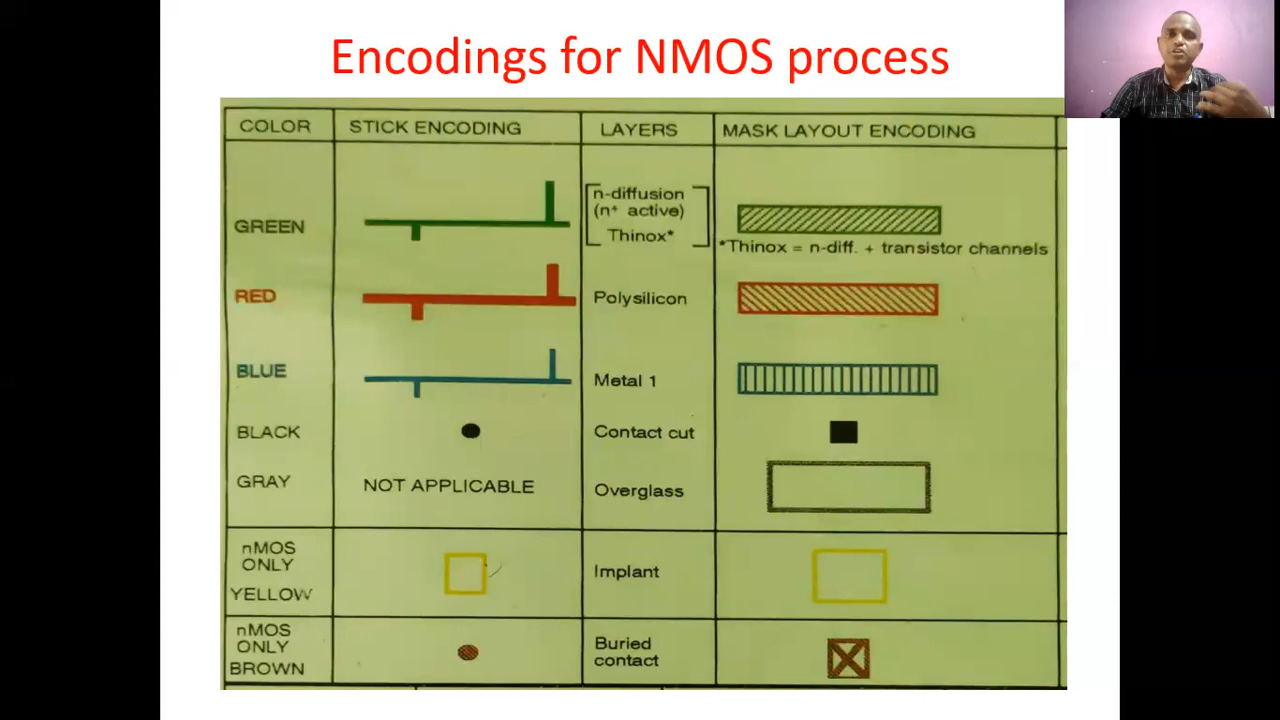 Encodings for NMOS process
COLOR STICK ENCODING LAYERS MASK LAYOUT ENCODING
GREEN
n-diffusion
(n⁺ active)
Thinox*
*Thinox = n-diff. + transistor channels
RED Polysilicon
BLUE Metal 1
BLACK Contact cut
GRAY NOT APPLICABLE Overglass
nMOS
ONLY
YELLOW
Implant
nMOS
ONLY
BROWN
Buried
contact